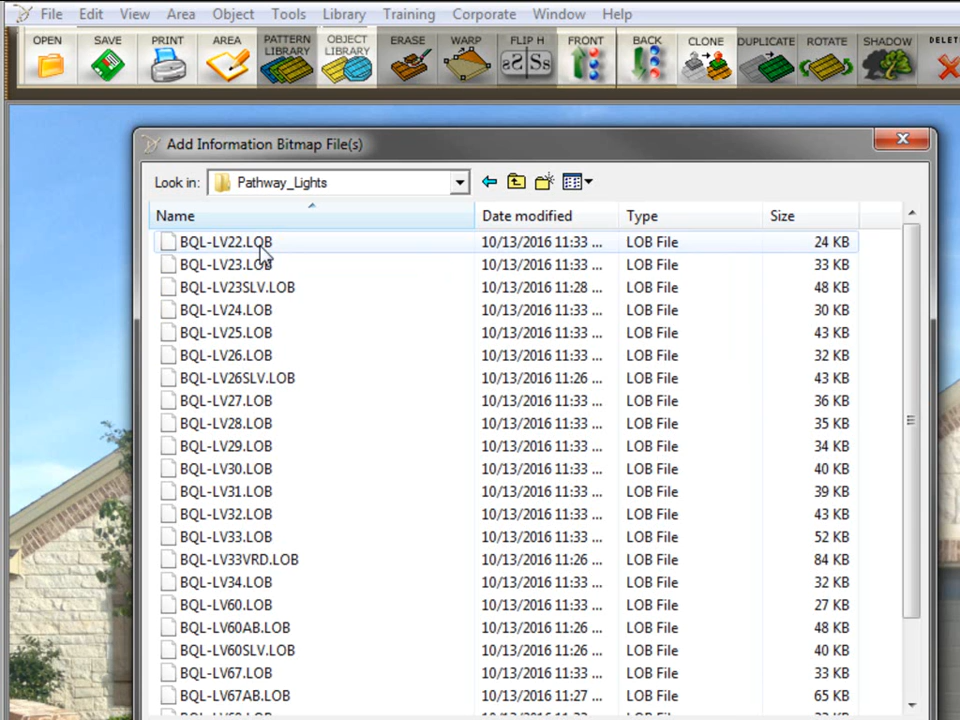 File Edit View Area Object Tools Library Training Corporate Window Help
OPEN SAVE PRINT AREA PATTERN LIBRARY OBJECT LIBRARY ERASE WARP FLIP H FRONT BACK CLONE DUPLICATE ROTATE SHADOW DELET
Add Information Bitmap File(s)
Look in: Pathway_Lights
Name Date modified Type Size
BQL-LV22.LOB 10/13/2016 11:33 ... LOB File 24 KB
BQL-LV23.LOB 10/13/2016 11:33 ... LOB File 33 KB
BQL-LV23SLV.LOB 10/13/2016 11:28 ... LOB File 48 KB
BQL-LV24.LOB 10/13/2016 11:33 ... LOB File 30 KB
BQL-LV25.LOB 10/13/2016 11:33 ... LOB File 43 KB
BQL-LV26.LOB 10/13/2016 11:33 ... LOB File 32 KB
BQL-LV26SLV.LOB 10/13/2016 11:26 ... LOB File 43 KB
BQL-LV27.LOB 10/13/2016 11:33 ... LOB File 36 KB
BQL-LV28.LOB 10/13/2016 11:33 ... LOB File 35 KB
BQL-LV29.LOB 10/13/2016 11:33 ... LOB File 34 KB
BQL-LV30.LOB 10/13/2016 11:33 ... LOB File 40 KB
BQL-LV31.LOB 10/13/2016 11:33 ... LOB File 39 KB
BQL-LV32.LOB 10/13/2016 11:33 ... LOB File 43 KB
BQL-LV33.LOB 10/13/2016 11:33 ... LOB File 52 KB
BQL-LV33VRD.LOB 10/13/2016 11:26 ... LOB File 84 KB
BQL-LV34.LOB 10/13/2016 11:33 ... LOB File 32 KB
BQL-LV60.LOB 10/13/2016 11:33 ... LOB File 27 KB
BQL-LV60AB.LOB 10/13/2016 11:26 ... LOB File 48 KB
BQL-LV60SLV.LOB 10/13/2016 11:26 ... LOB File 40 KB
BQL-LV67.LOB 10/13/2016 11:33 ... LOB File 33 KB
BQL-LV67AB.LOB 10/13/2016 11:27 ... LOB File 65 KB